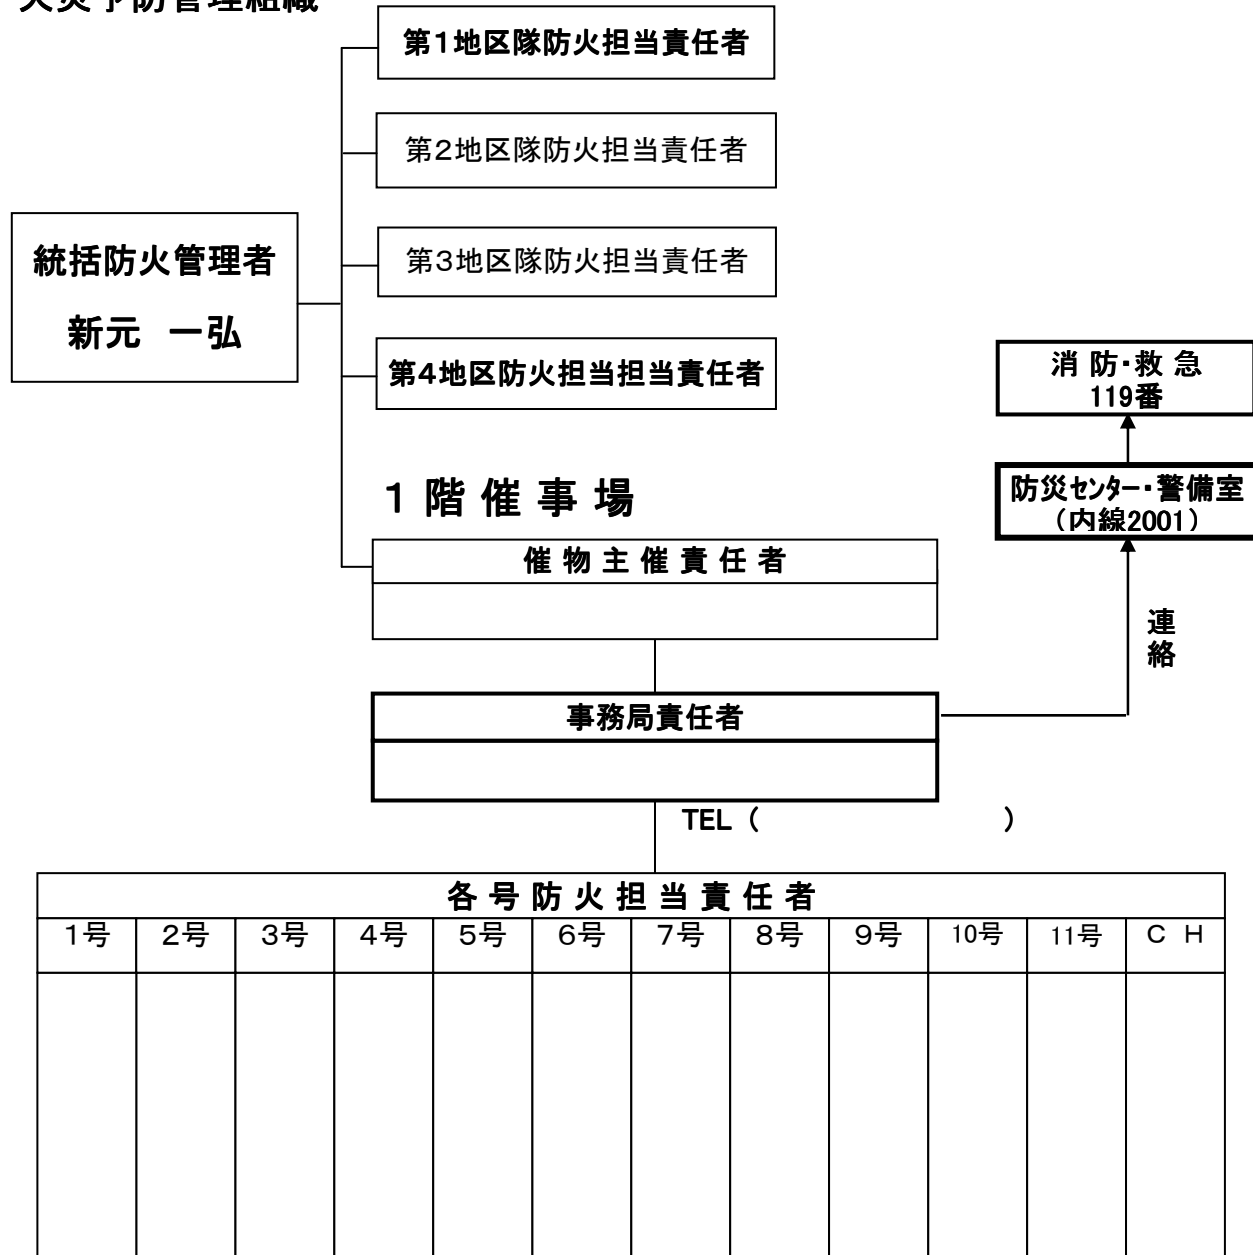 火災予防管理組織
第1地区隊防火担当責任者
第2地区隊防火担当責任者
第3地区隊防火担当責任者
統括防火管理者
新元　一弘
第4地区防火担当担当責任者
消 防・救 急
119番
防災ｾﾝﾀｰ・警備室
（内線2001）
1 階 催 事 場
催 物 主 催 責 任 者
連
絡
事務局責任者
TEL（　　　　　　　　）
各 号 防 火 担 当 責 任 者
1号 2号 3号 4号 5号 6号 7号 8号 9号 10号 11号 C H